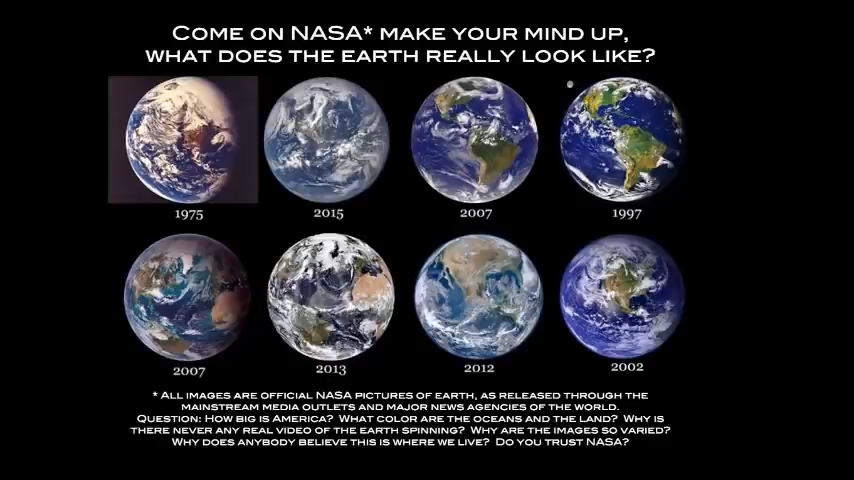 COME ON NASA* MAKE YOUR MIND UP,
WHAT DOES THE EARTH REALLY LOOK LIKE?
1975
2015
2007
1997
2007
2013
2012
2002
* ALL IMAGES ARE OFFICIAL NASA PICTURES OF EARTH, AS RELEASED THROUGH THE
MAINSTREAM MEDIA OUTLETS AND MAJOR NEWS AGENCIES OF THE WORLD.
QUESTION: HOW BIG IS AMERICA? WHAT COLOR ARE THE OCEANS AND THE LAND? WHY IS
THERE NEVER ANY REAL VIDEO OF THE EARTH SPINNING? WHY ARE THE IMAGES SO VARIED?
WHY DOES ANYBODY BELIEVE THIS IS WHERE WE LIVE? DO YOU TRUST NASA?